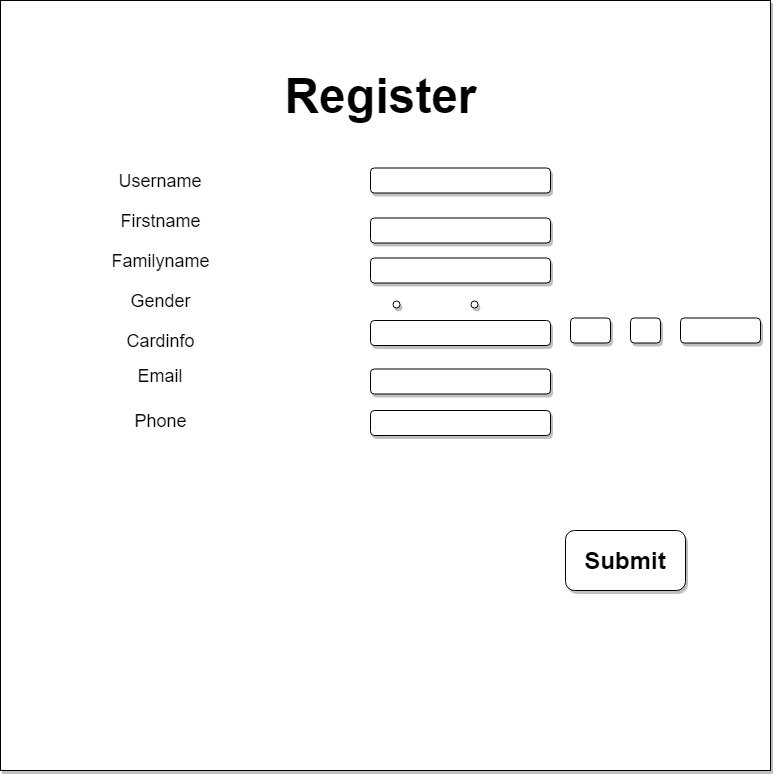 Register
Username
Firstname
Familyname
Gender
Cardinfo
Email
Phone
Submit